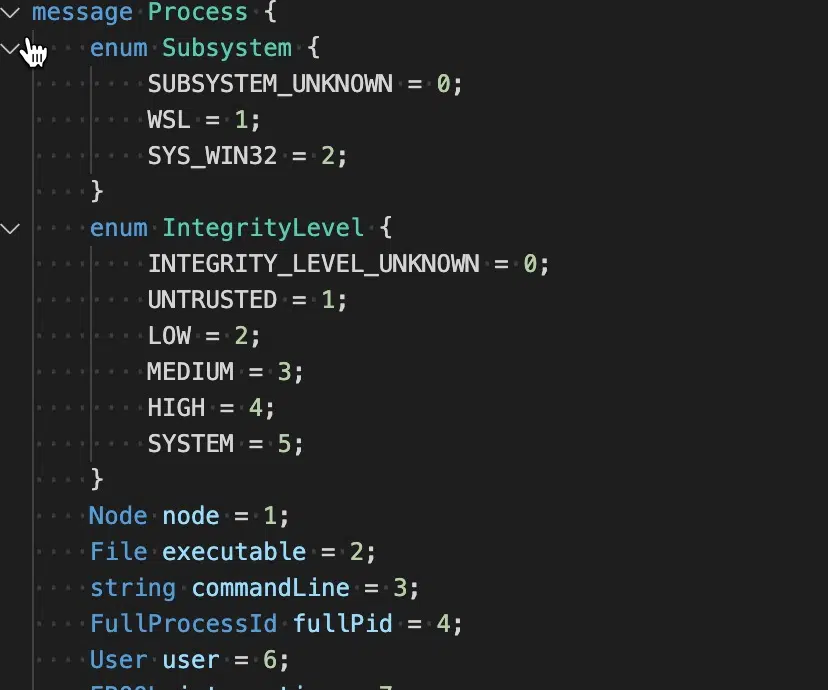 message Process {
    enum Subsystem {
        SUBSYSTEM_UNKNOWN = 0;
        WSL = 1;
        SYS_WIN32 = 2;
    }
    enum IntegrityLevel {
        INTEGRITY_LEVEL_UNKNOWN = 0;
        UNTRUSTED = 1;
        LOW = 2;
        MEDIUM = 3;
        HIGH = 4;
        SYSTEM = 5;
    }
    Node node = 1;
    File executable = 2;
    string commandLine = 3;
    FullProcessId fullPid = 4;
    User user = 6;